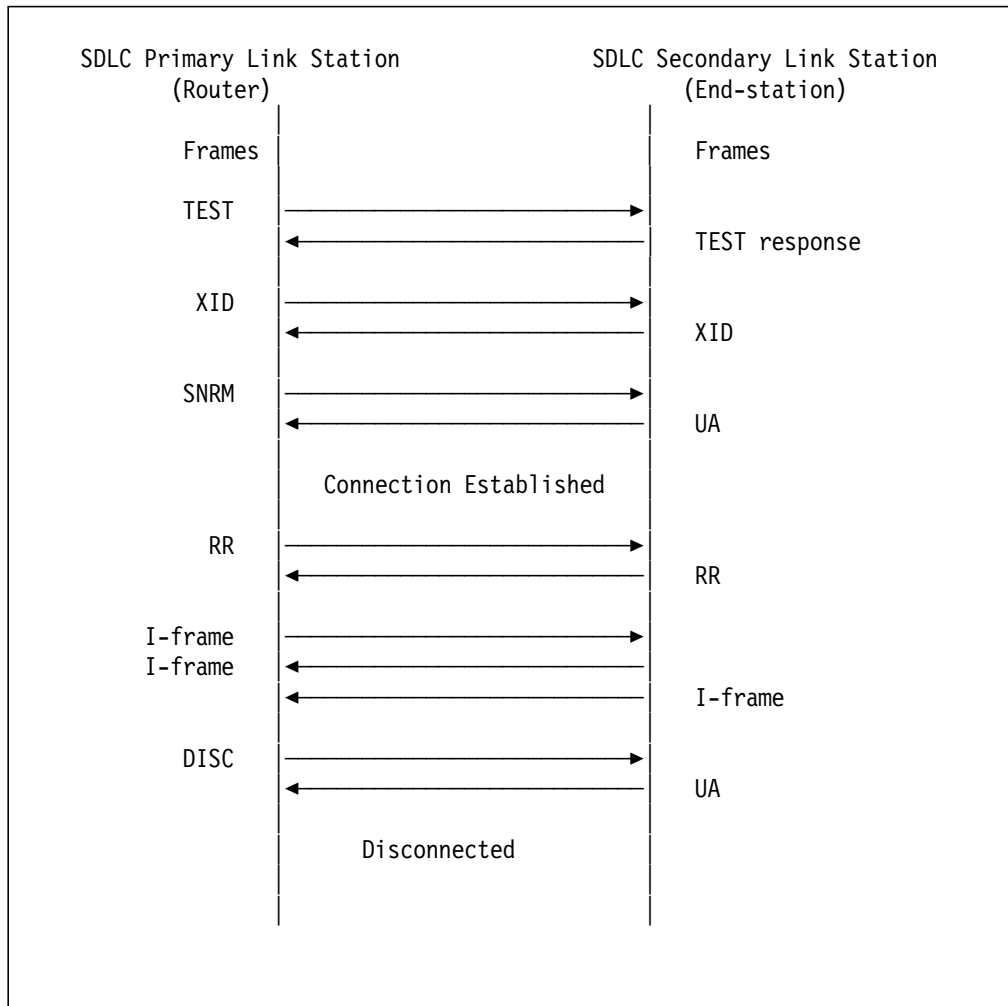 SDLC Primary Link Station SDLC Secondary Link Station
(Router) (End-station)
Frames Frames
TEST
TEST response
XID
XID
SNRM
UA
Connection Established
RR
RR
I-frame
I-frame
I-frame
DISC
UA
Disconnected